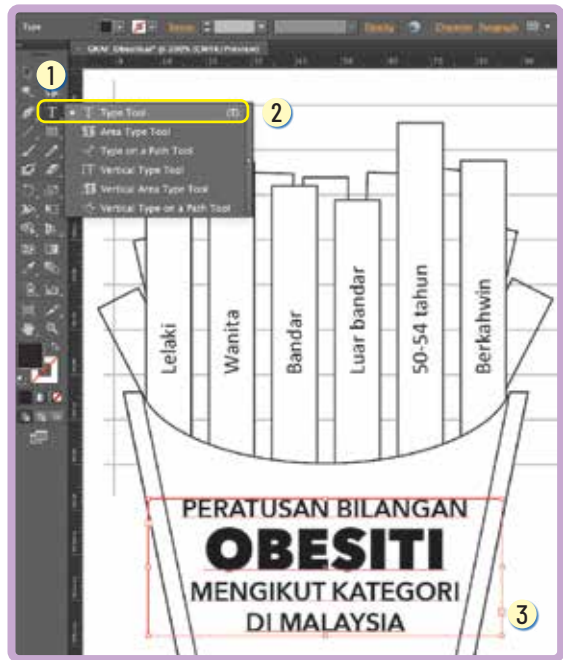 Type
Opacity
1
T
Type Tool (T)
2
Area Type Tool
Type on a Path Tool
Vertical Type Tool
Vertical Area Type Tool
Vertical Type on a Path Tool
Lelaki
Wanita
Bandar
Luar bandar
50-54 tahun
Berkahwin
PERATUSAN BILANGAN
OBESITI
MENGIKUT KATEGORI
DI MALAYSIA
3